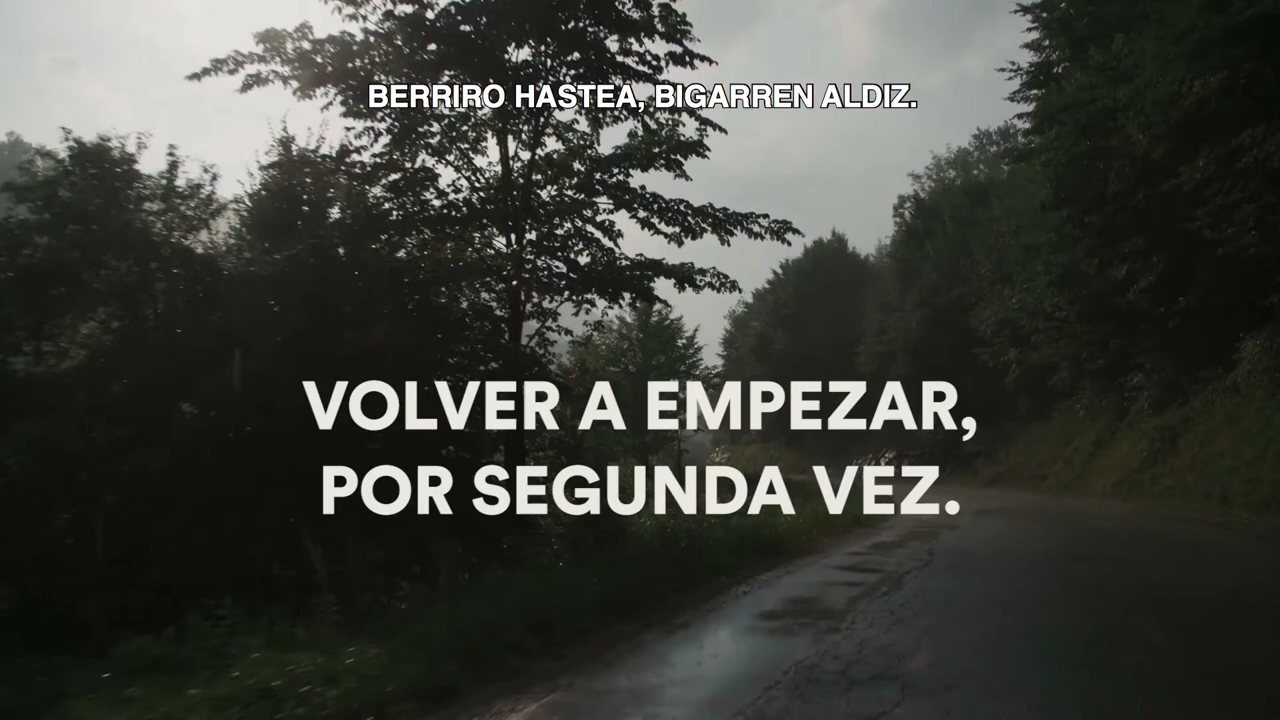 BERRIRO HASTEA, BIGARREN ALDIZ.
VOLVER A EMPEZAR,
POR SEGUNDA VEZ.